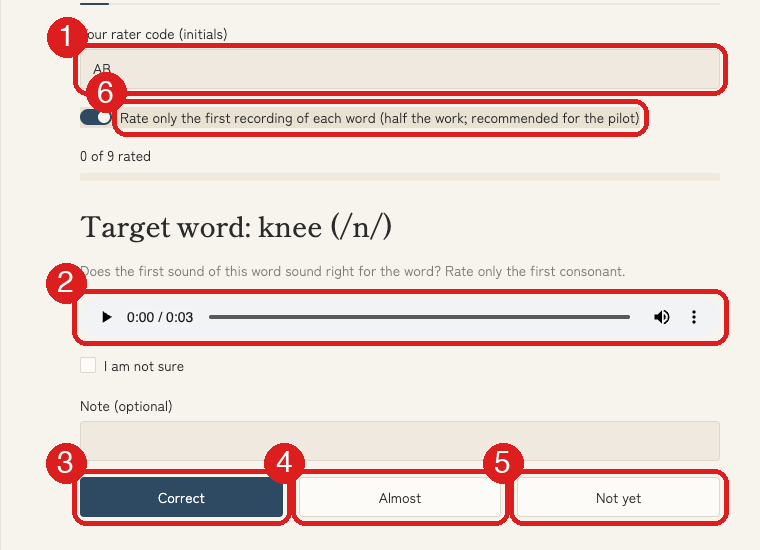 1
Your rater code (initials)
AB
6
Rate only the first recording of each word (half the work; recommended for the pilot)
0 of 9 rated
Target word: knee (/n/)
Does the first sound of this word sound right for the word? Rate only the first consonant.
2
0:00 / 0:03
I am not sure
Note (optional)
3 4 5
Correct Almost Not yet